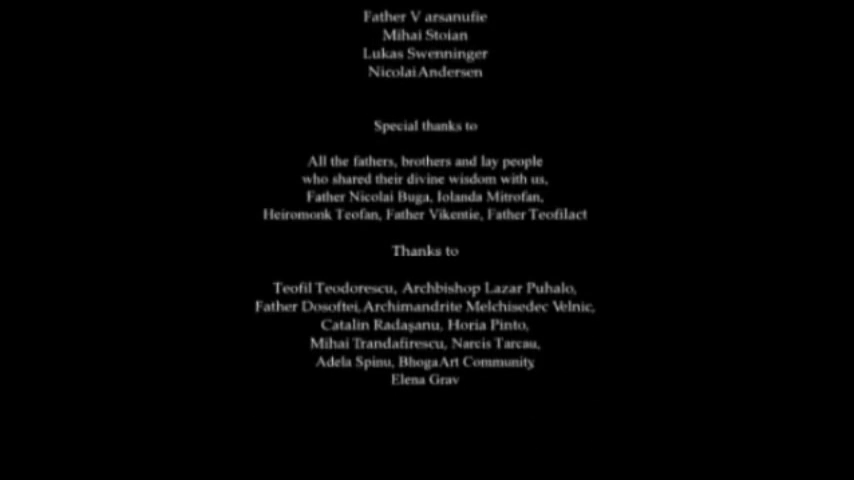 Father V arsanufie
Mihai Stoian
Lukas Swenninger
Nicolai Andersen
Special thanks to
All the fathers, brothers and lay people
who shared their divine wisdom with us,
Father Nicolai Buga, Iolanda Mitrofan,
Heiromonk Teofan, Father Vikentie, Father Teofilact
Thanks to
Teofil Teodorescu, Archbishop Lazar Puhalo,
Father Dosoftei, Archimandrite Melchisedec Velnic,
Catalin Radaşanu, Horia Pinto,
Mihai Trandafirescu, Narcis Tarcau,
Adela Spinu, BhogaArt Community,
Elena Grav